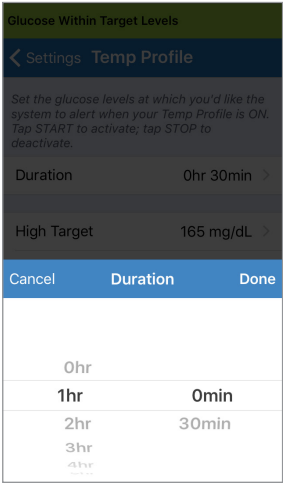 Glucose Within Target Levels
Settings Temp Profile
Set the glucose levels at which you'd like the
system to alert when your Temp Profile is ON.
Tap START to activate; tap STOP to
deactivate.
Duration 0hr 30min
High Target 165 mg/dL
Cancel Duration Done
0hr
1hr 0min
2hr 30min
3hr
4hr